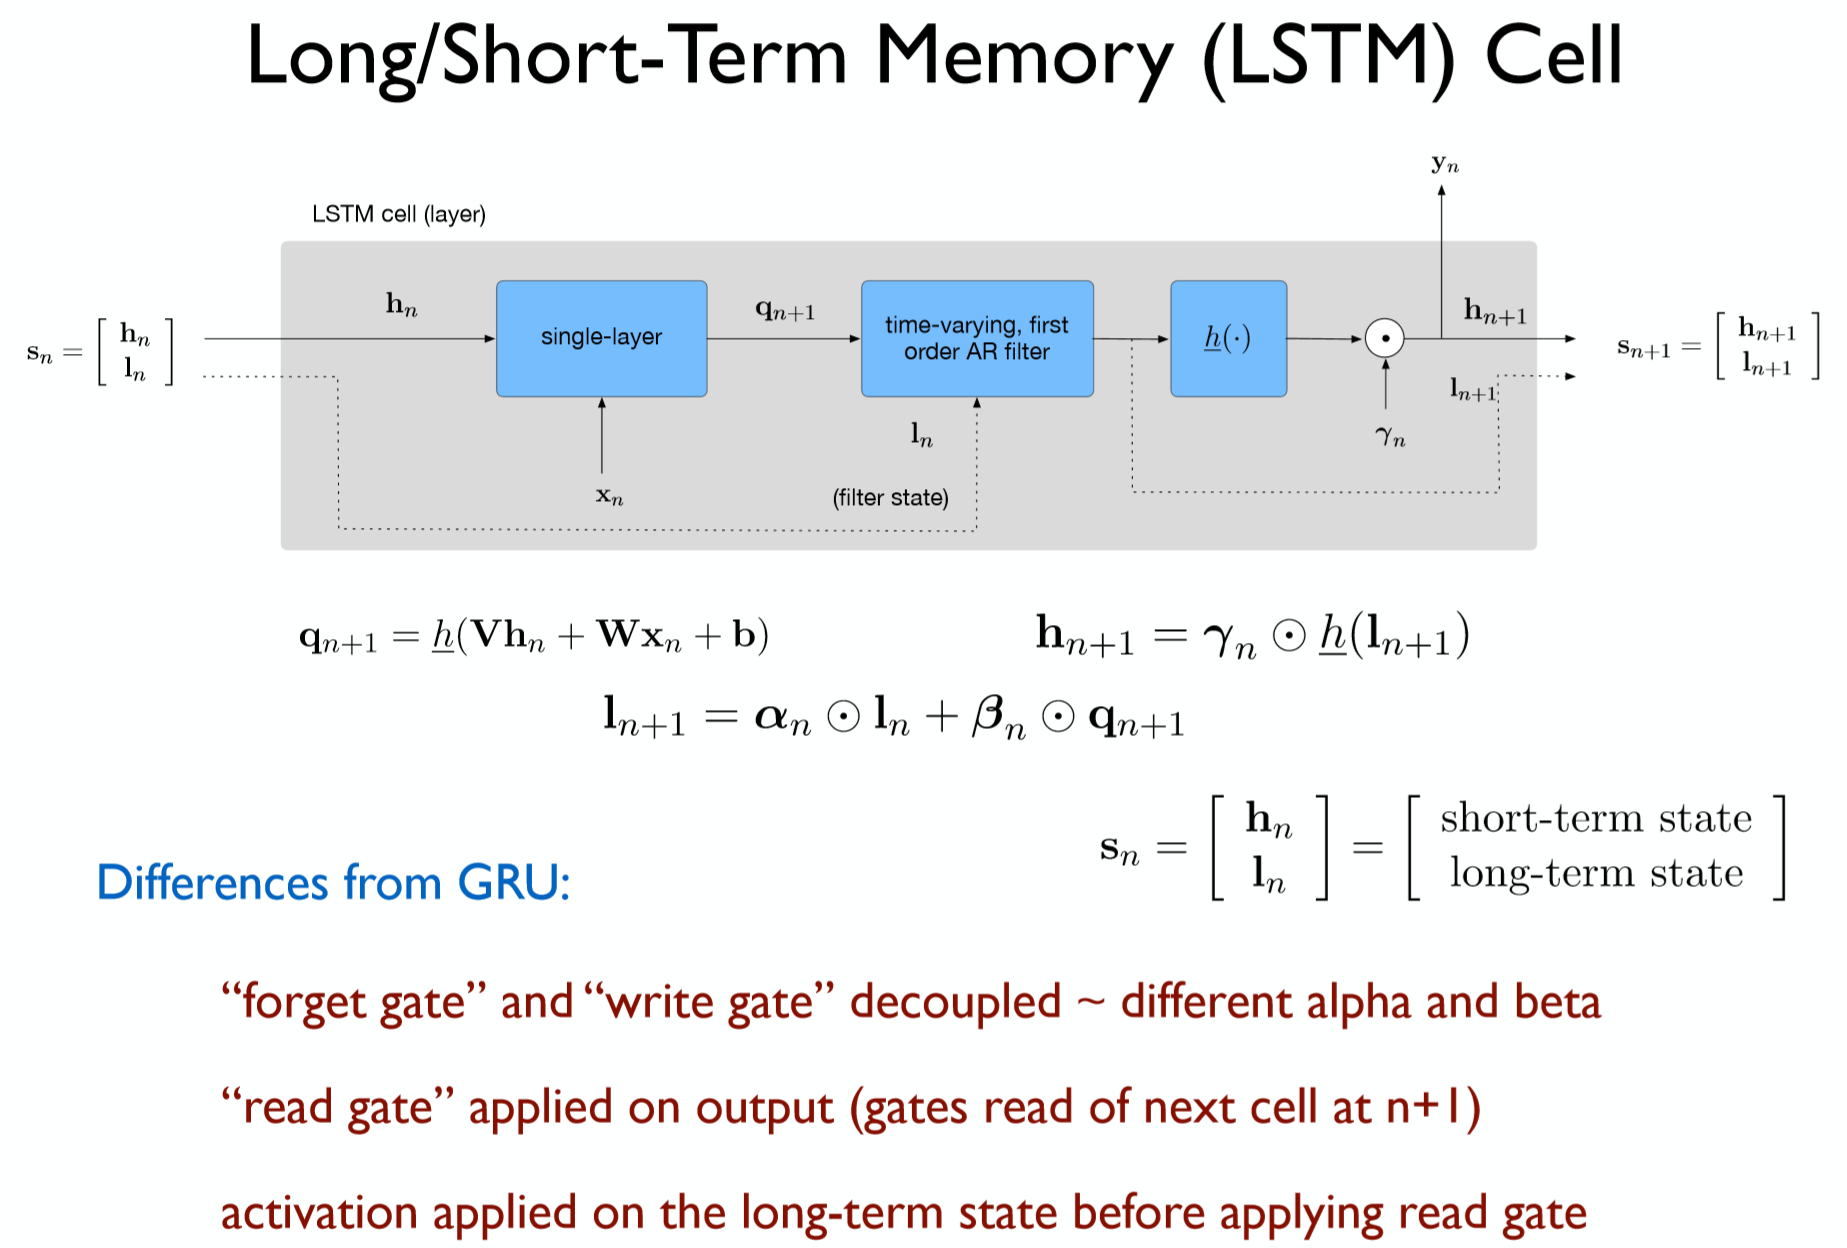 Long/Short-Term Memory (LSTM) Cell
yₙ
LSTM cell (layer)
sₙ = [ hₙ lₙ ]
hₙ
single-layer
qₙ₊₁
time-varying, first
order AR filter
h̲(·)
⊙
hₙ₊₁
lₙ₊₁
sₙ₊₁ = [ hₙ₊₁ lₙ₊₁ ]
lₙ
γₙ
xₙ
(filter state)
qₙ₊₁ = h̲(Vhₙ + Wxₙ + b)
hₙ₊₁ = γₙ ⊙ h̲(lₙ₊₁)
lₙ₊₁ = αₙ ⊙ lₙ + βₙ ⊙ qₙ₊₁
sₙ = [ hₙ lₙ ] = [ short-term state long-term state ]
Differences from GRU:
“forget gate” and “write gate” decoupled ~ different alpha and beta
“read gate” applied on output (gates read of next cell at n+1)
activation applied on the long-term state before applying read gate